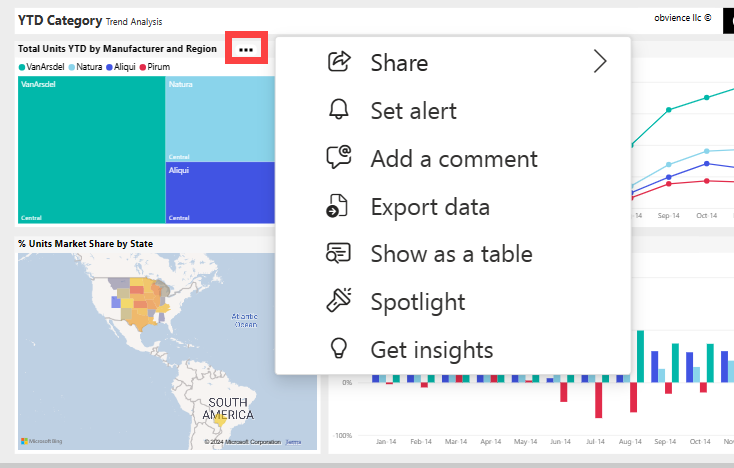 YTD Category Trend Analysis
obvience llc ©
Total Units YTD by Manufacturer and Region
...
VanArsdel Natura Aliqui Pirum
VanArsdel
Natura
Central
Aliqui
Central
Central
Share
Set alert
Add a comment
Export data
Show as a table
Spotlight
Get insights
-14 Sep-14 Oct-14
% Units Market Share by State
Atlantic
Ocean
SOUTH
AMERICA
Microsoft Bing
© 2024 Microsoft Corporation Terms
0%
-100%
Jan-14 Feb-14 Mar-14 Apr-14 May-14 Jun-14 Jul-14 Aug-14 Sep-14 Oct-14 Nov